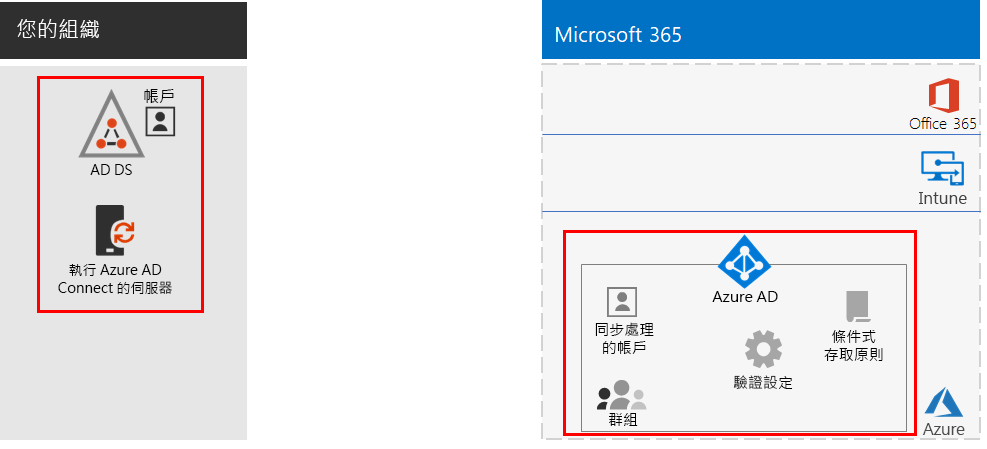 您的組織
帳戶
AD DS
執行 Azure AD
Connect 的伺服器
Microsoft 365
Office 365
Intune
Azure AD
同步處理
的帳戶
條件式
存取原則
驗證設定
群組
Azure